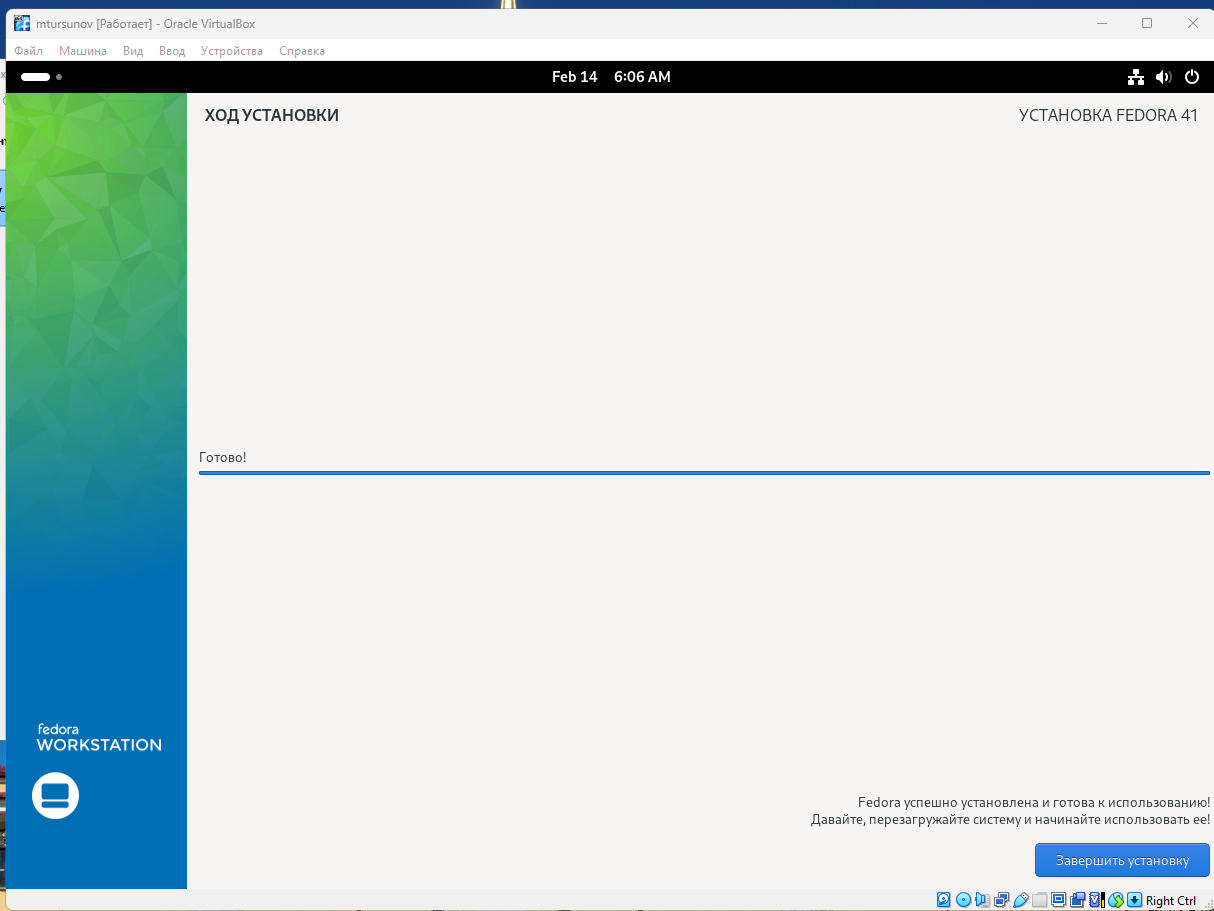 mtursunov [Работает] - Oracle VirtualBox
Файл Машина Вид Ввод Устройства Справка
Feb 14 6:06 AM
ХОД УСТАНОВКИ
УСТАНОВКА FEDORA 41
Готово!
fedora
WORKSTATION
Fedora успешно установлена и готова к использованию!
Давайте, перезагружайте систему и начинайте использовать ее!
Завершить установку
Right Ctrl